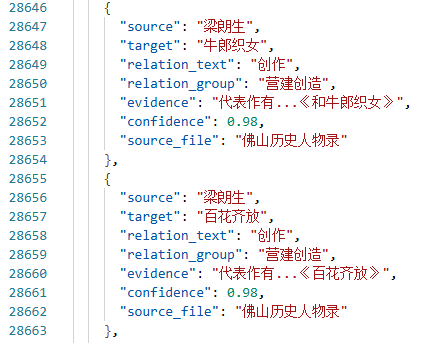 28646 {
28647 "source": "梁朗生",
28648 "target": "牛郎织女",
28649 "relation_text": "创作",
28650 "relation_group": "营建创造",
28651 "evidence": "代表作有...《和牛郎织女》",
28652 "confidence": 0.98,
28653 "source_file": "佛山历史人物录"
28654 },
28655 {
28656 "source": "梁朗生",
28657 "target": "百花齐放",
28658 "relation_text": "创作",
28659 "relation_group": "营建创造",
28660 "evidence": "代表作有...《百花齐放》",
28661 "confidence": 0.98,
28662 "source_file": "佛山历史人物录"
28663 },